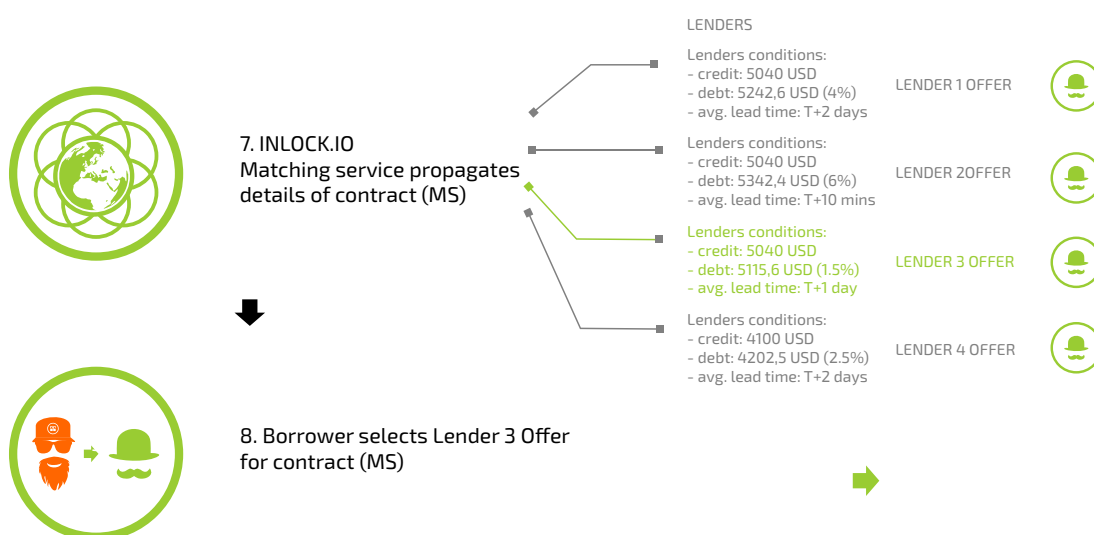 LENDERS
7. INLOCK.IO
Matching service propagates
details of contract (MS)
Lenders conditions:
- credit: 5040 USD
- debt: 5242,6 USD (4%)
- avg. lead time: T+2 days
LENDER 1 OFFER
Lenders conditions:
- credit: 5040 USD
- debt: 5342,4 USD (6%)
- avg. lead time: T+10 mins
LENDER 2OFFER
Lenders conditions:
- credit: 5040 USD
- debt: 5115,6 USD (1.5%)
- avg. lead time: T+1 day
LENDER 3 OFFER
Lenders conditions:
- credit: 4100 USD
- debt: 4202,5 USD (2.5%)
- avg. lead time: T+2 days
LENDER 4 OFFER
8. Borrower selects Lender 3 Offer
for contract (MS)